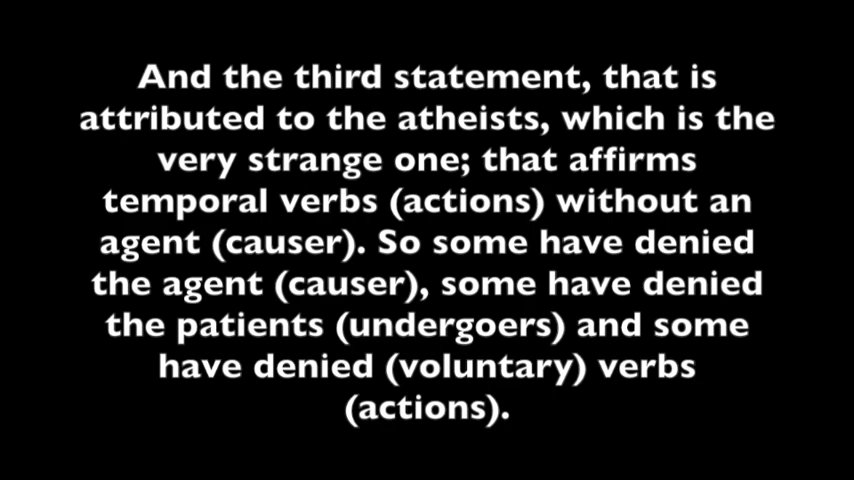 And the third statement, that is
attributed to the atheists, which is the
very strange one; that affirms
temporal verbs (actions) without an
agent (causer). So some have denied
the agent (causer), some have denied
the patients (undergoers) and some
have denied (voluntary) verbs
(actions).